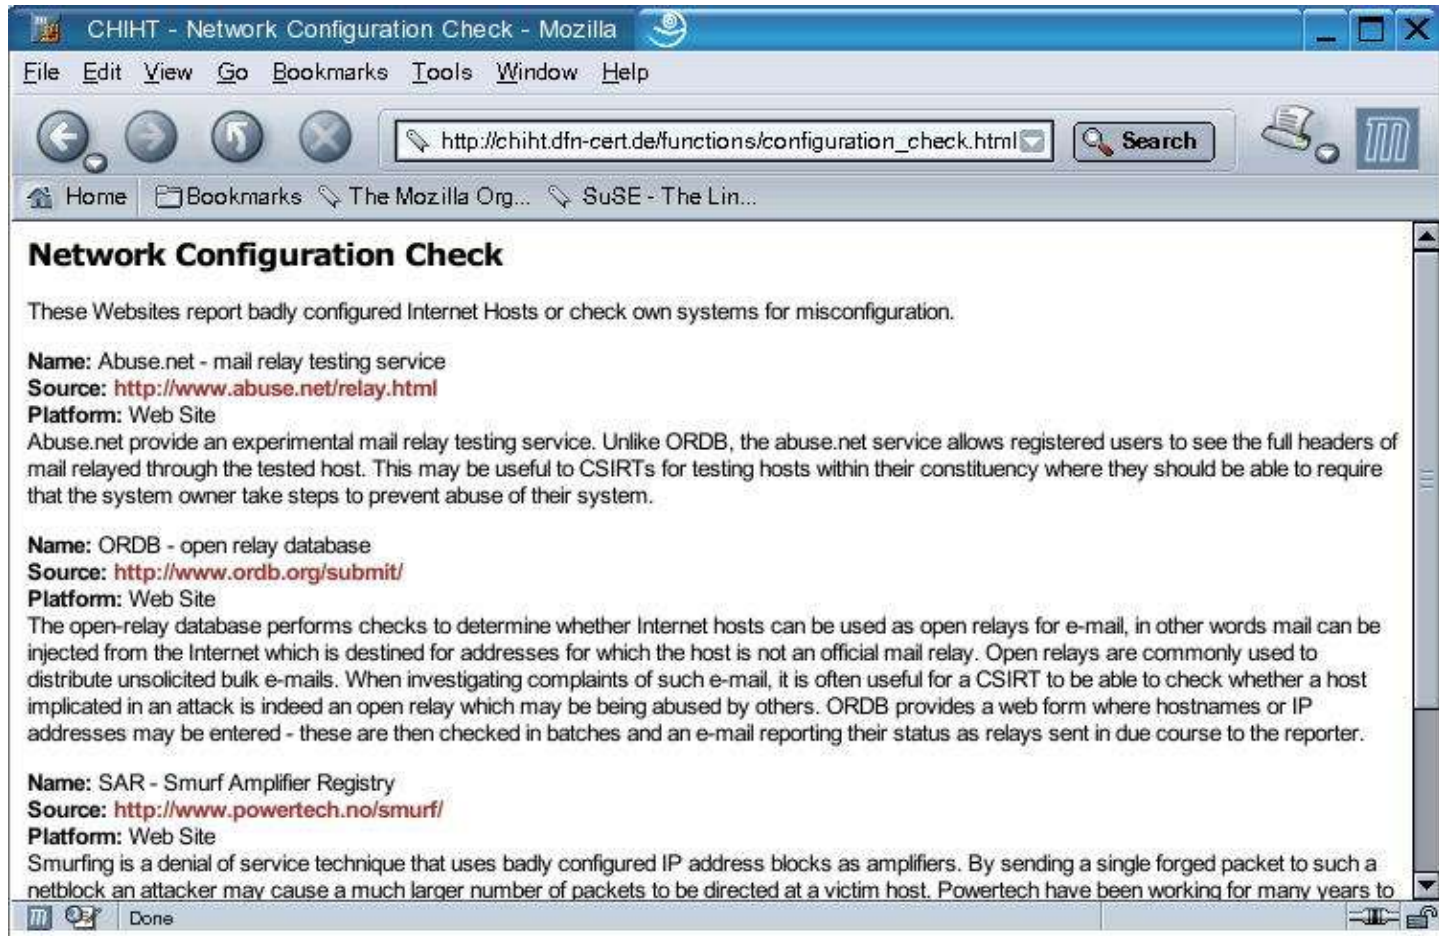 CHIHT - Network Configuration Check - Mozilla
File Edit View Go Bookmarks Tools Window Help
http://chiht.dfn-cert.de/functions/configuration_check.html Search
Home Bookmarks The Mozilla Org... SuSE - The Lin...
Network Configuration Check
These Websites report badly configured Internet Hosts or check own systems for misconfiguration.
Name: Abuse.net - mail relay testing service
Source: http://www.abuse.net/relay.html
Platform: Web Site
Abuse.net provide an experimental mail relay testing service. Unlike ORDB, the abuse.net service allows registered users to see the full headers of
mail relayed through the tested host. This may be useful to CSIRTs for testing hosts within their constituency where they should be able to require
that the system owner take steps to prevent abuse of their system.
Name: ORDB - open relay database
Source: http://www.ordb.org/submit/
Platform: Web Site
The open-relay database performs checks to determine whether Internet hosts can be used as open relays for e-mail, in other words mail can be
injected from the Internet which is destined for addresses for which the host is not an official mail relay. Open relays are commonly used to
distribute unsolicited bulk e-mails. When investigating complaints of such e-mail, it is often useful for a CSIRT to be able to check whether a host
implicated in an attack is indeed an open relay which may be being abused by others. ORDB provides a web form where hostnames or IP
addresses may be entered - these are then checked in batches and an e-mail reporting their status as relays sent in due course to the reporter.
Name: SAR - Smurf Amplifier Registry
Source: http://www.powertech.no/smurf/
Platform: Web Site
Smurfing is a denial of service technique that uses badly configured IP address blocks as amplifiers. By sending a single forged packet to such a
netblock an attacker may cause a much larger number of packets to be directed at a victim host. Powertech have been working for many years to
Done